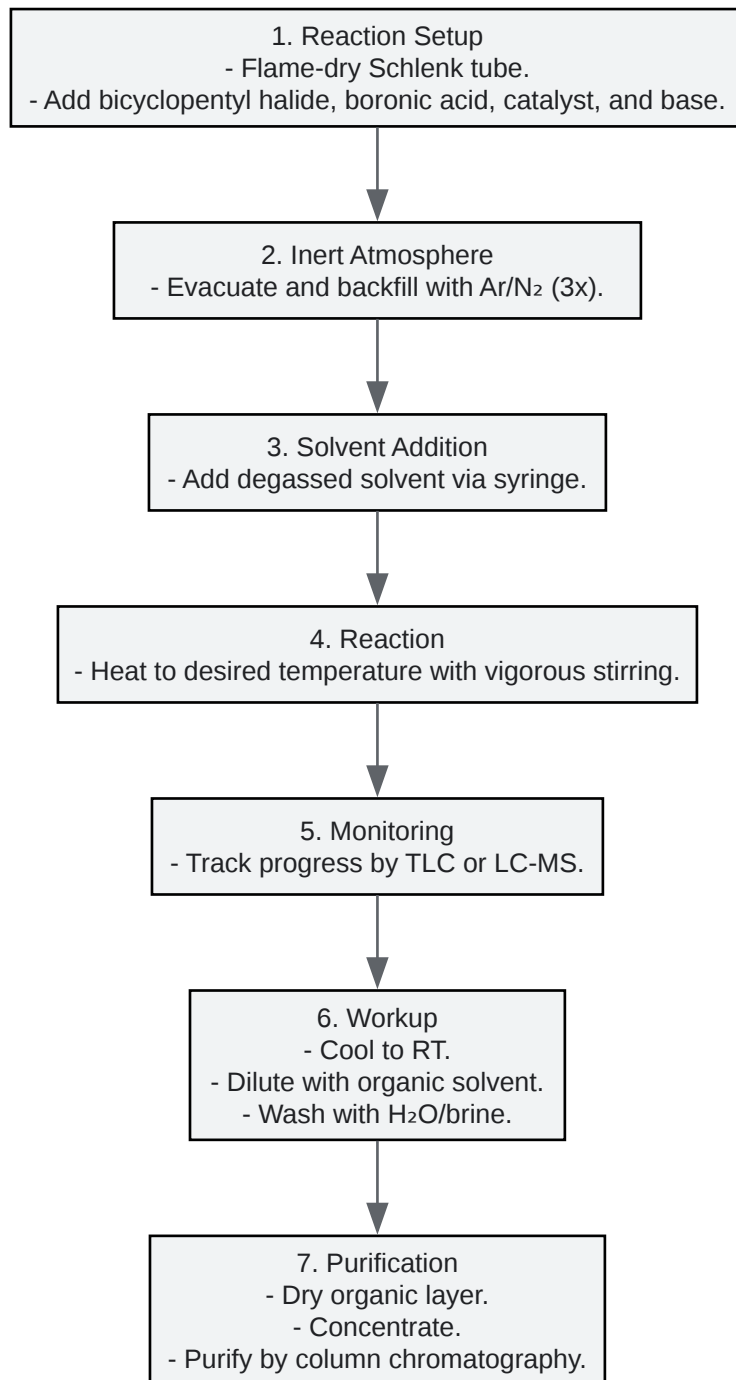 1. Reaction Setup
- Flame-dry Schlenk tube.
- Add bicyclopentyl halide, boronic acid, catalyst, and base.
2. Inert Atmosphere
- Evacuate and backfill with Ar/N₂ (3x).
3. Solvent Addition
- Add degassed solvent via syringe.
4. Reaction
- Heat to desired temperature with vigorous stirring.
5. Monitoring
- Track progress by TLC or LC-MS.
6. Workup
- Cool to RT.
- Dilute with organic solvent.
- Wash with H₂O/brine.
7. Purification
- Dry organic layer.
- Concentrate.
- Purify by column chromatography.